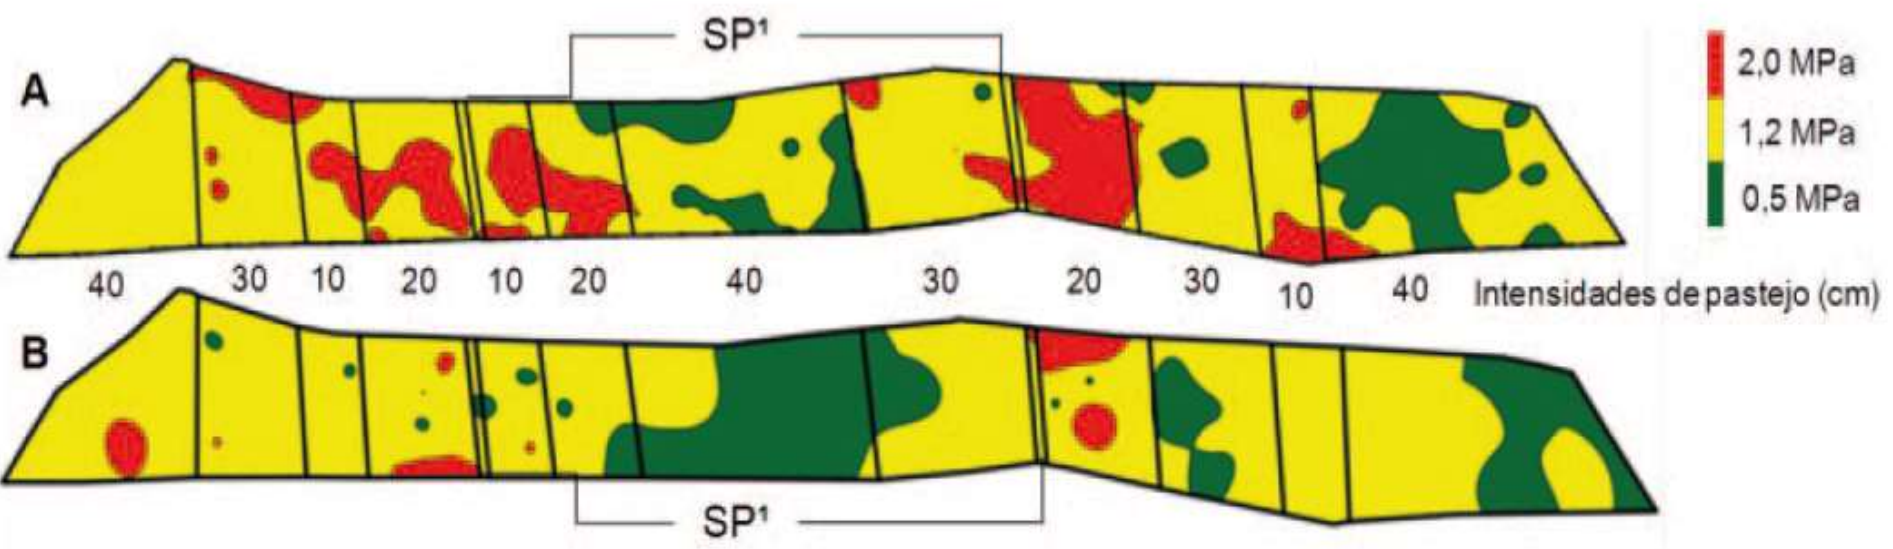 SP¹
A
2,0 MPa
1,2 MPa
0,5 MPa
40 30 10 20 10 20 40 30 20 30 10 40 Intensidades de pastejo (cm)
B
SP¹